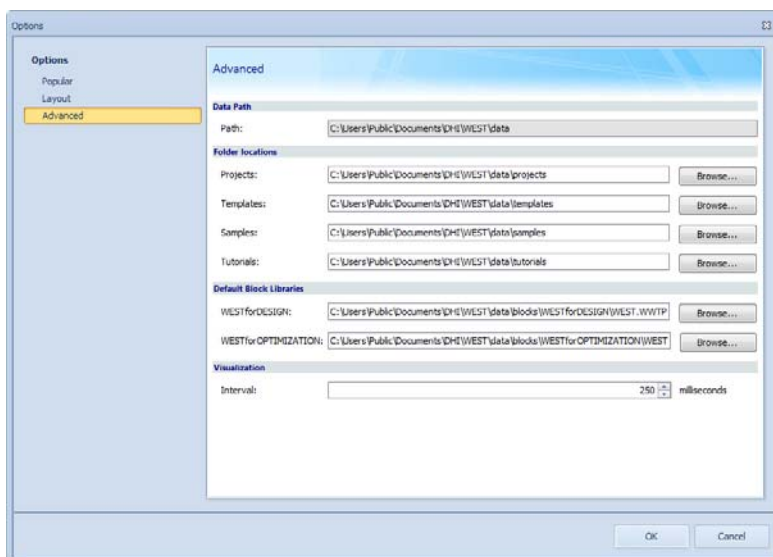 Options
Options
Popular
Layout
Advanced
Advanced
Data Path
Path: C:\Users\Public\Documents\DHI\WEST\data
Folder locations
Projects: C:\Users\Public\Documents\DHI\WEST\data\projects Browse...
Templates: C:\Users\Public\Documents\DHI\WEST\data\templates Browse...
Samples: C:\Users\Public\Documents\DHI\WEST\data\samples Browse...
Tutorials: C:\Users\Public\Documents\DHI\WEST\data\tutorials Browse...
Default Block Libraries
WESTforDESIGN: C:\Users\Public\Documents\DHI\WEST\data\blocks\WESTforDESIGN\WEST.WWTP Browse...
WESTforOPTIMIZATION: C:\Users\Public\Documents\DHI\WEST\data\blocks\WESTforOPTIMIZATION\WEST Browse...
Visualization
Interval: 250 milliseconds
OK Cancel